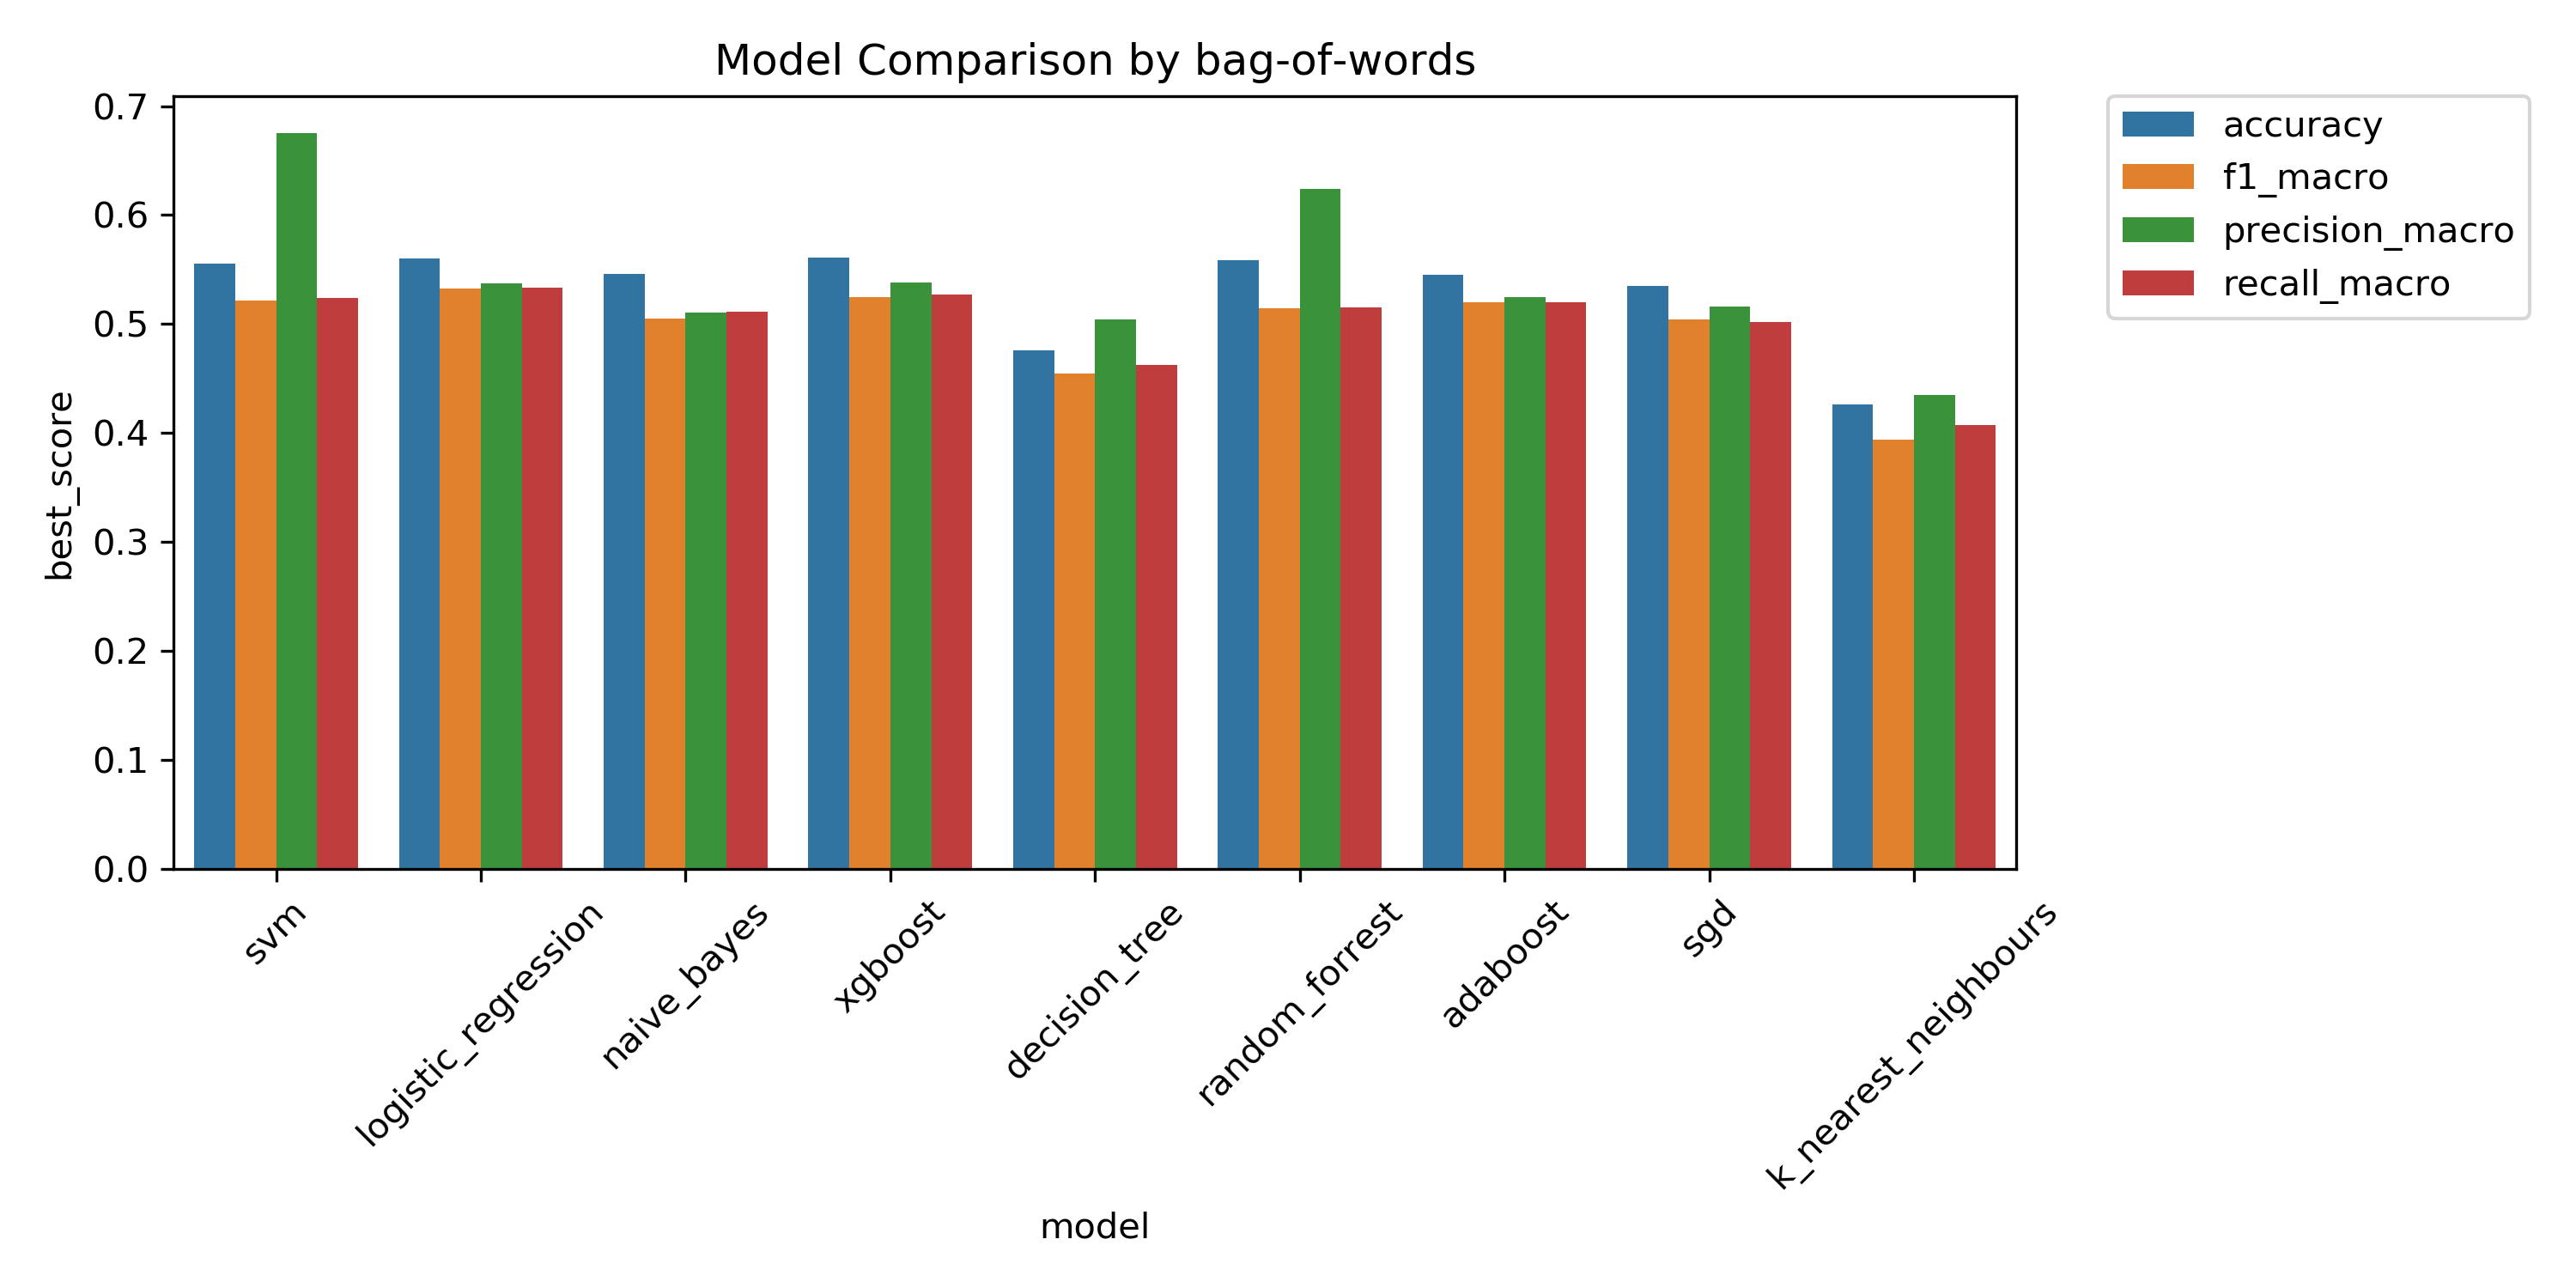 Model Comparison by bag-of-words
0.7
0.6
0.5
0.4
0.3
0.2
0.1
0.0
best_score
svm
logistic_regression
naive_bayes
xgboost
decision_tree
random_forrest
adaboost
sgd
k_nearest_neighbours
model
accuracy
f1_macro
precision_macro
recall_macro